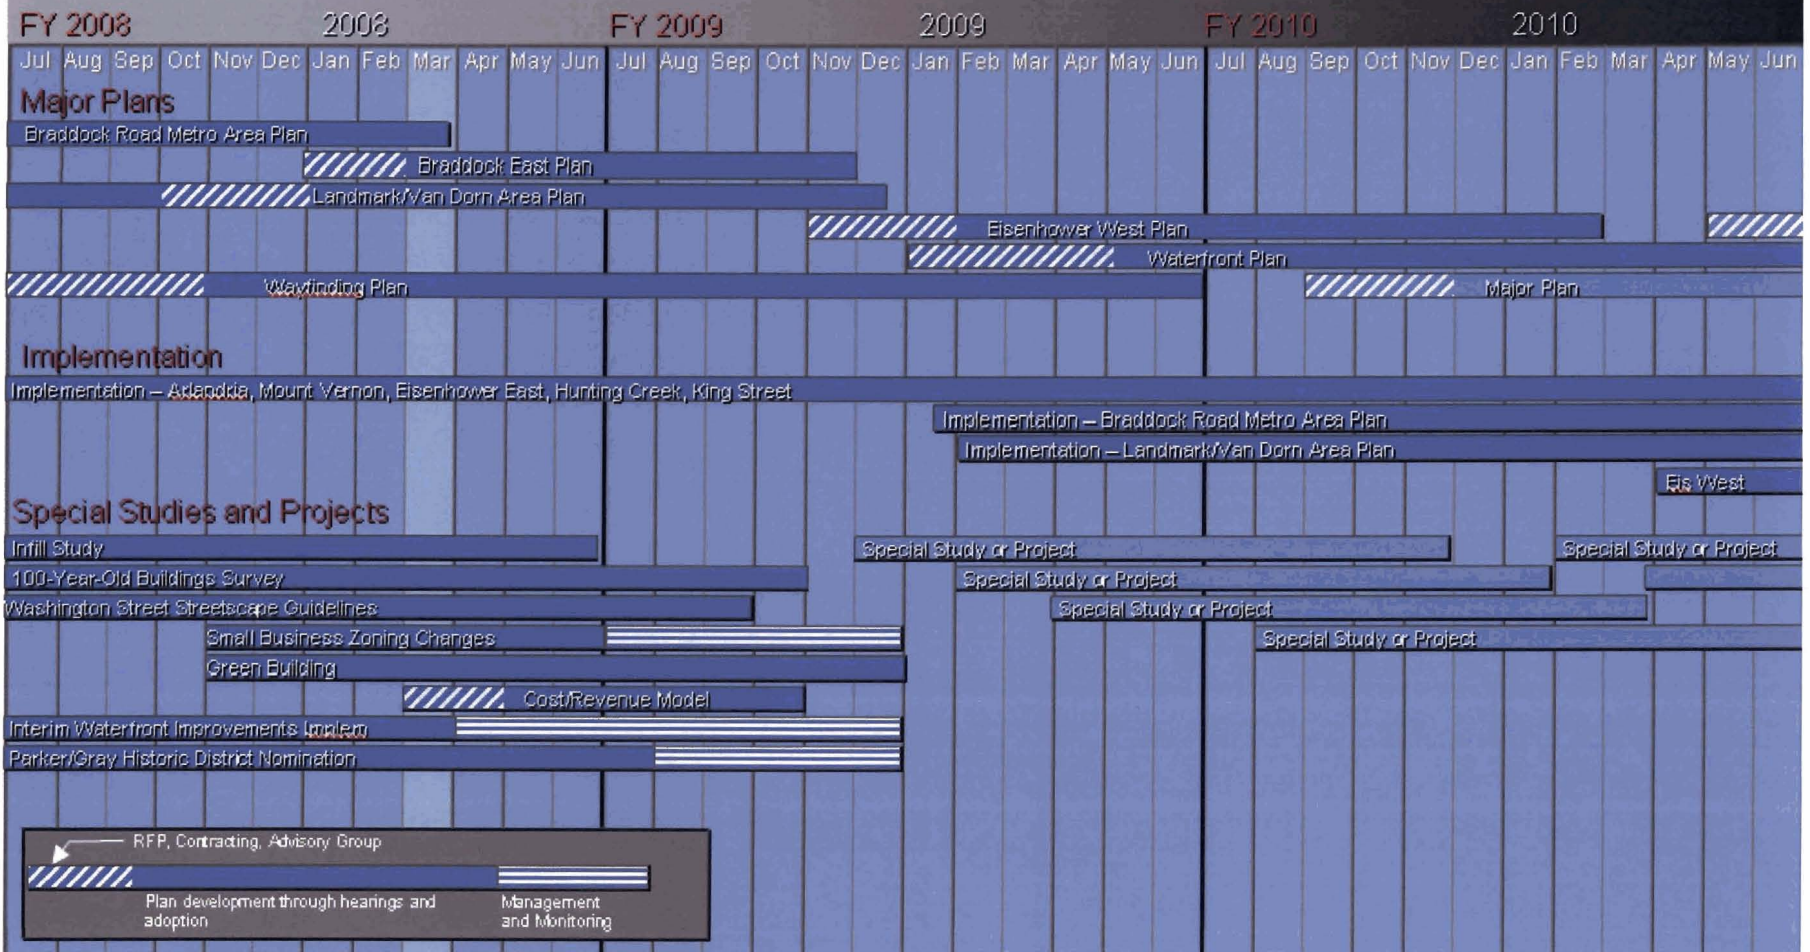 FY 2008 2008 FY 2009 2009 FY 2010 2010
Jul Aug Sep Oct Nov Dec Jan Feb Mar Apr May Jun Jul Aug Sep Oct Nov Dec Jan Feb Mar Apr May Jun Jul Aug Sep Oct Nov Dec Jan Feb Mar Apr May Jun
Major Plans
Braddock Road Metro Area Plan
Braddock East Plan
Landmark/Van Dorn Area Plan
Eisenhower West Plan
Waterfront Plan
Wayfinding Plan Major Plan
Implementation
Implementation – Arlandria, Mount Vernon, Eisenhower East, Hunting Creek, King Street
Implementation – Braddock Road Metro Area Plan
Implementation – Landmark/Van Dorn Area Plan
Eis West
Special Studies and Projects
Infill Study Special Study or Project Special Study or Project
100-Year-Old Buildings Survey Special Study or Project
Washington Street Streetscape Guidelines Special Study or Project
Small Business Zoning Changes Special Study or Project
Green Building
Cost/Revenue Model
Interim Waterfront Improvements Implem
Parker/Gray Historic District Nomination
RFP, Contracting, Advisory Group
Plan development through hearings and
adoption
Management
and Monitoring